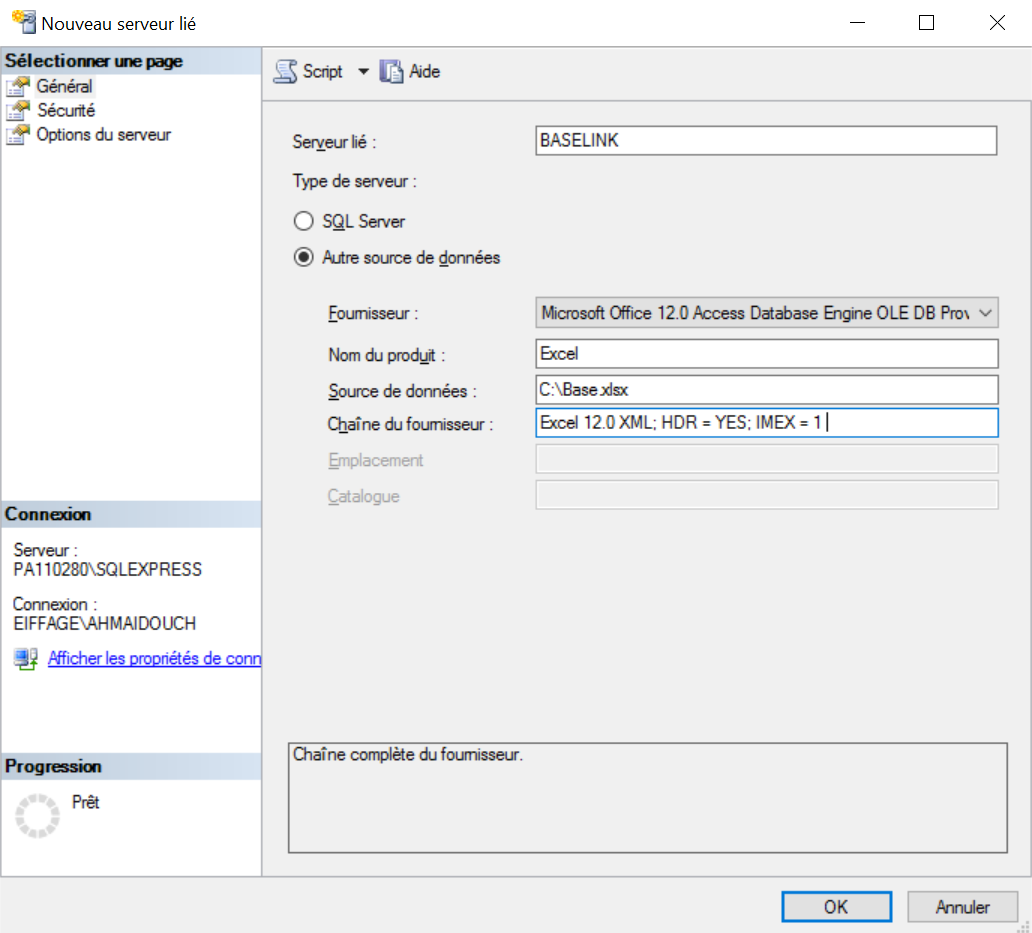 Nouveau serveur lié
Sélectionner une page
Général
Sécurité
Options du serveur
Script
Aide
Serveur lié :
BASELINK
Type de serveur :
SQL Server
Autre source de données
Fournisseur :
Microsoft Office 12.0 Access Database Engine OLE DB Prov
Nom du produit :
Excel
Source de données :
C:\Base.xlsx
Chaîne du fournisseur :
Excel 12.0 XML; HDR = YES; IMEX = 1
Emplacement
Catalogue
Connexion
Serveur :
PA110280\SQLEXPRESS
Connexion :
EIFFAGE\AHMAIDOUCH
Afficher les propriétés de conn
Progression
Prêt
Chaîne complète du fournisseur.
OK
Annuler